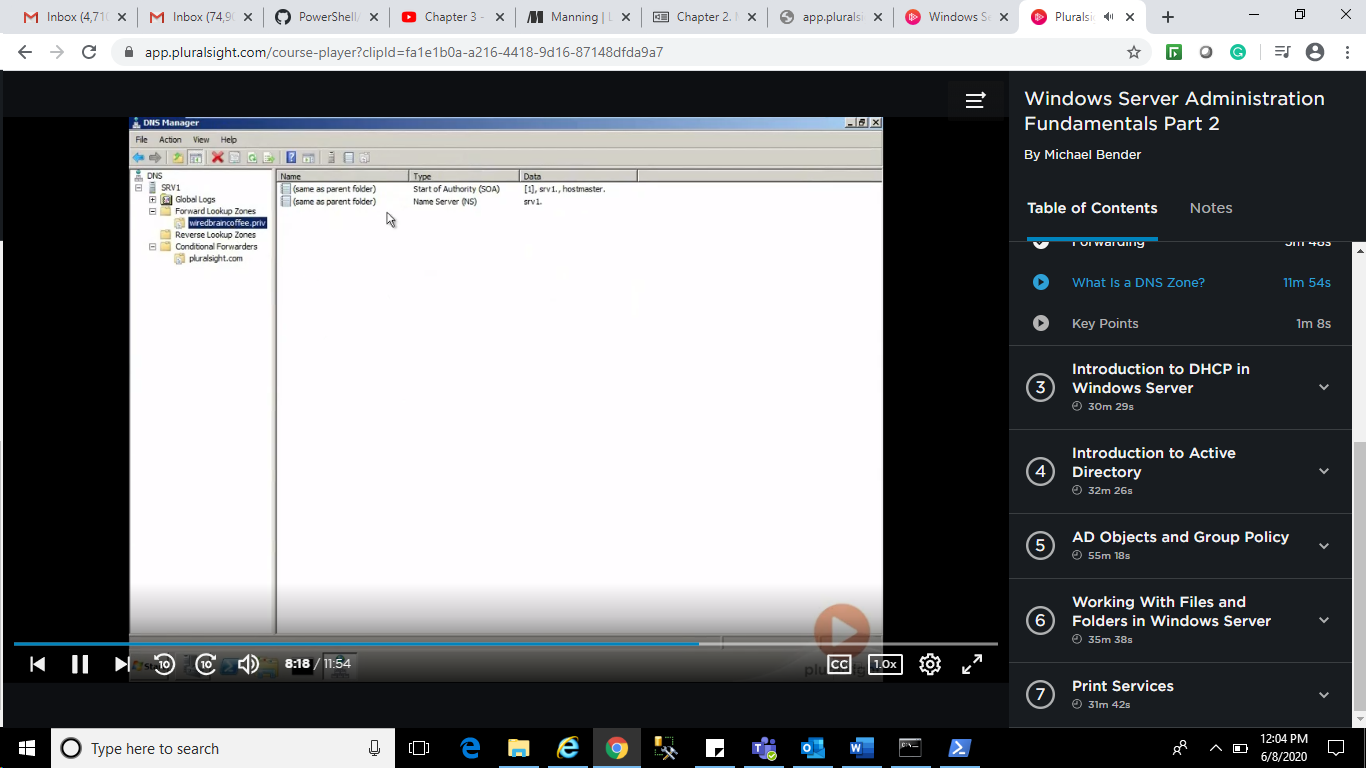 Inbox (4,710
Inbox (74,90
PowerShell/
Chapter 3 -
Manning | L
Chapter 2.
app.plurals
Windows Se
Pluralsi
app.pluralsight.com/course-player?clipId=fa1e1b0a-a216-4418-9d16-87148dfda9a7
DNS Manager
File Action View Help
DNS
SRV1
Global Logs
Forward Lookup Zones
wiredbraincoffee.priv
Reverse Lookup Zones
Conditional Forwarders
pluralsight.com
Name Type Data
(same as parent folder) Start of Authority (SOA) [1], srv1., hostmaster.
(same as parent folder) Name Server (NS) srv1.
10 10 8:18 / 11:54 CC 1.0x
Windows Server Administration
Fundamentals Part 2
By Michael Bender
Table of Contents Notes
Forwarding 5m 48s
What Is a DNS Zone? 11m 54s
Key Points 1m 8s
3 Introduction to DHCP in
Windows Server
30m 29s
4 Introduction to Active
Directory
32m 26s
5 AD Objects and Group Policy
55m 18s
6 Working With Files and
Folders in Windows Server
35m 38s
7 Print Services
31m 42s
Type here to search
12:04 PM
6/8/2020